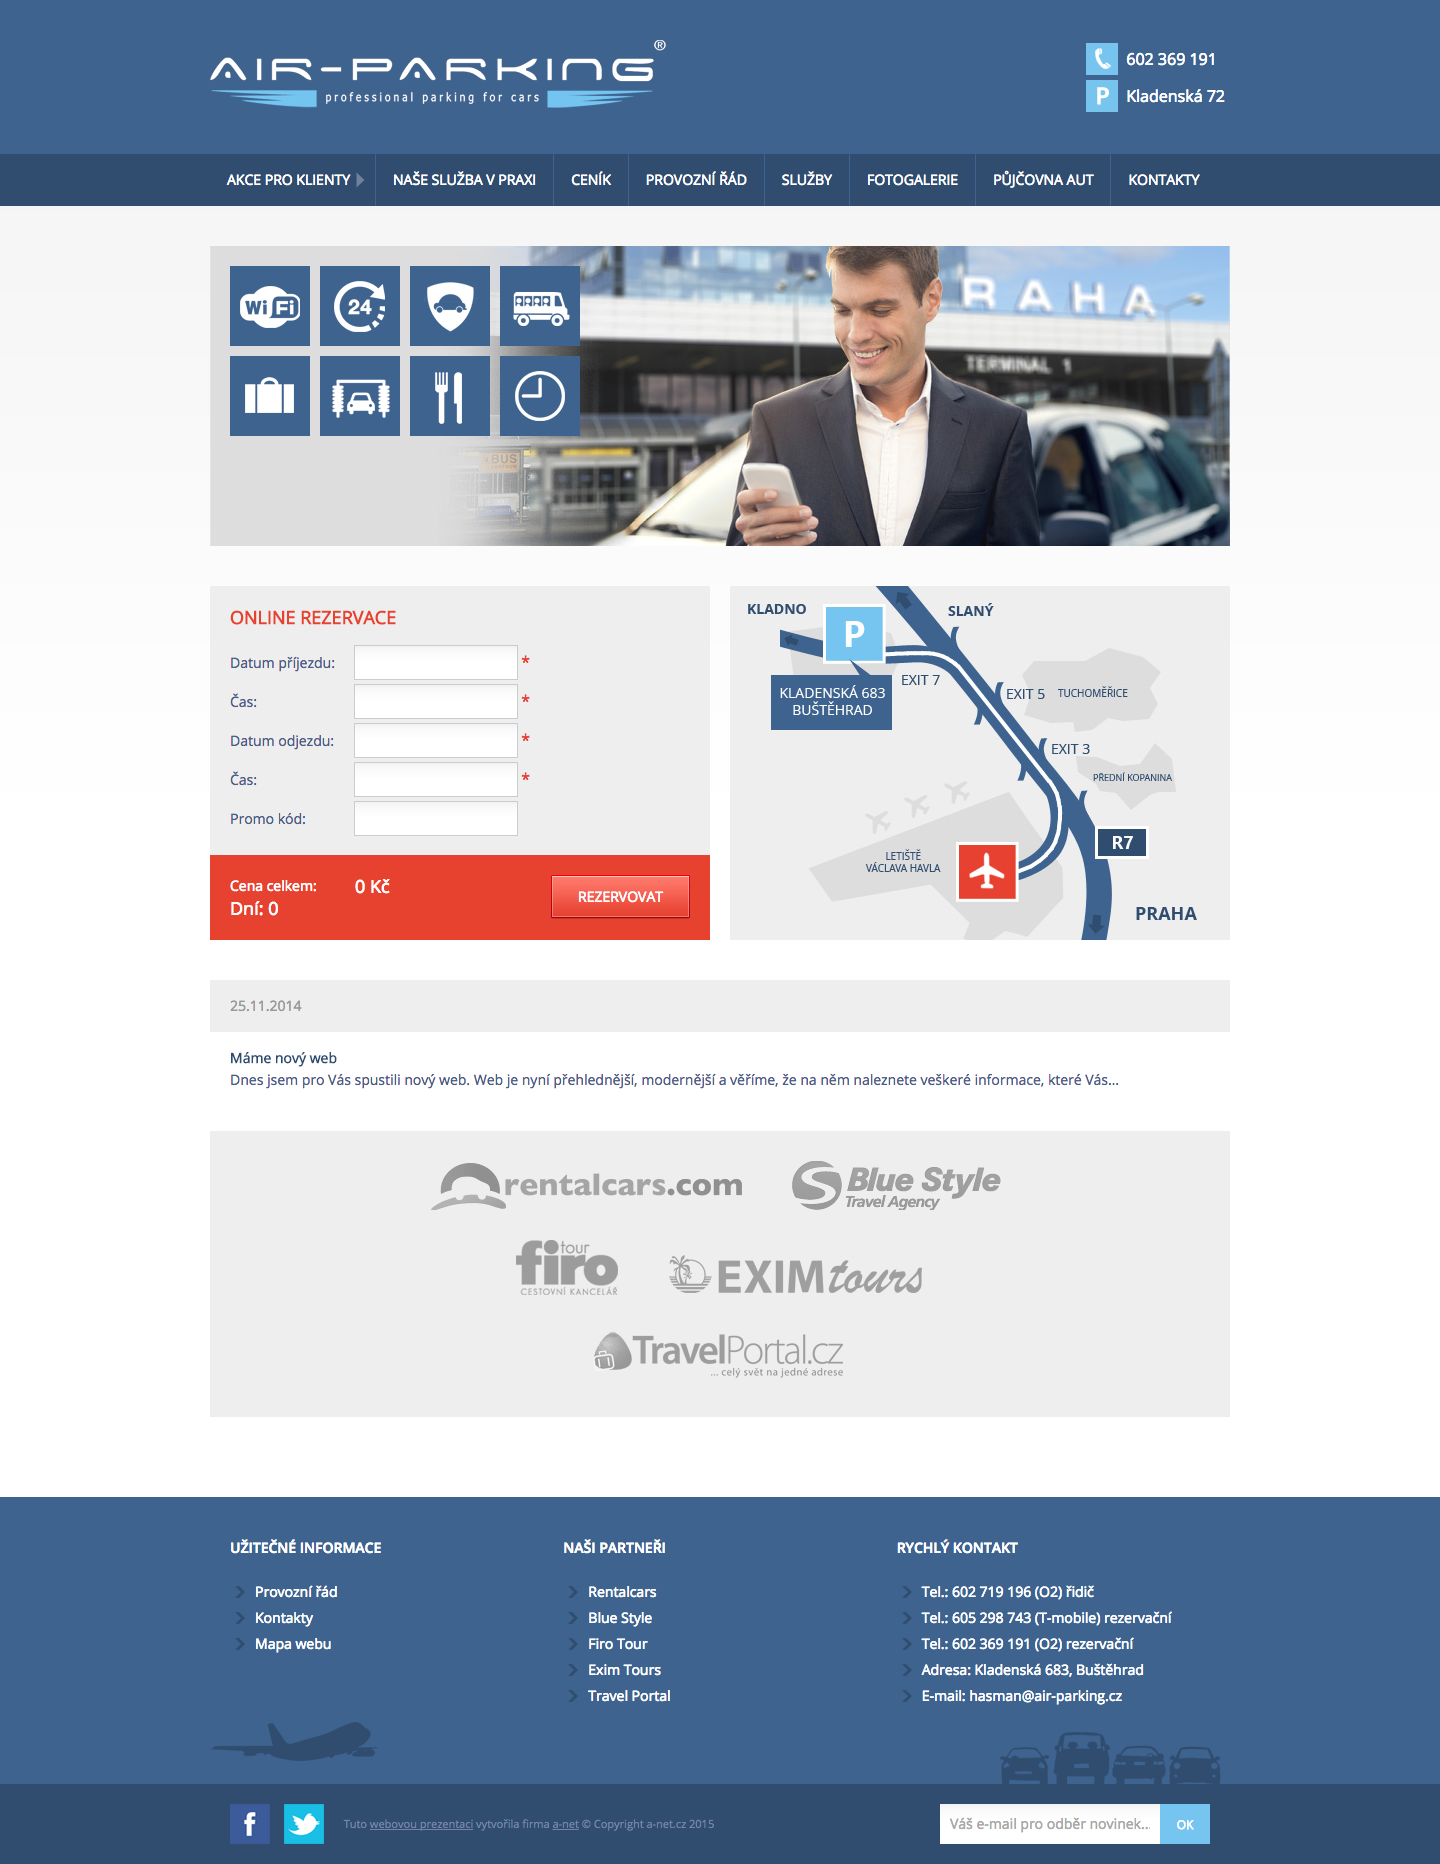 AIR-PARKING®
professional parking for cars
602 369 191
P Kladenská 72
AKCE PRO KLIENTY NAŠE SLUŽBA V PRAXI CENÍK PROVOZNÍ ŘÁD SLUŽBY FOTOGALERIE PŮJČOVNA AUT KONTAKTY
WiFi 24
RAHA
TERMINAL 1
BUS
ONLINE REZERVACE
Datum příjezdu: *
Čas: *
Datum odjezdu: *
Čas: *
Promo kód:
Cena celkem: 0 Kč
Dní: 0
REZERVOVAT
KLADNO
SLANÝ
P
EXIT 7
KLADENSKÁ 683
BUŠTĚHRAD
EXIT 5
TUCHOMĚŘICE
EXIT 3
PŘEDNÍ KOPANINA
R7
LETIŠTĚ
VÁCLAVA HAVLA
PRAHA
25.11.2014
Máme nový web
Dnes jsem pro Vás spustili nový web. Web je nyní přehlednější, modernější a věříme, že na něm naleznete veškeré informace, které Vás...
rentalcars.com
Blue Style
Travel Agency
tour
firo
CESTOVNÍ KANCELÁŘ
EXIMtours
TravelPortal.cz
... celý svět na jedné adrese
UŽITEČNÉ INFORMACE
Provozní řád
Kontakty
Mapa webu
NAŠI PARTNEŘI
Rentalcars
Blue Style
Firo Tour
Exim Tours
Travel Portal
RYCHLÝ KONTAKT
Tel.: 602 719 196 (O2) řidič
Tel.: 605 298 743 (T-mobile) rezervační
Tel.: 602 369 191 (O2) rezervační
Adresa: Kladenská 683, Buštěhrad
E-mail: hasman@air-parking.cz
f
Tuto webovou prezentaci vytvořila firma a-net © Copyright a-net.cz 2015
Váš e-mail pro odběr novinek...
OK